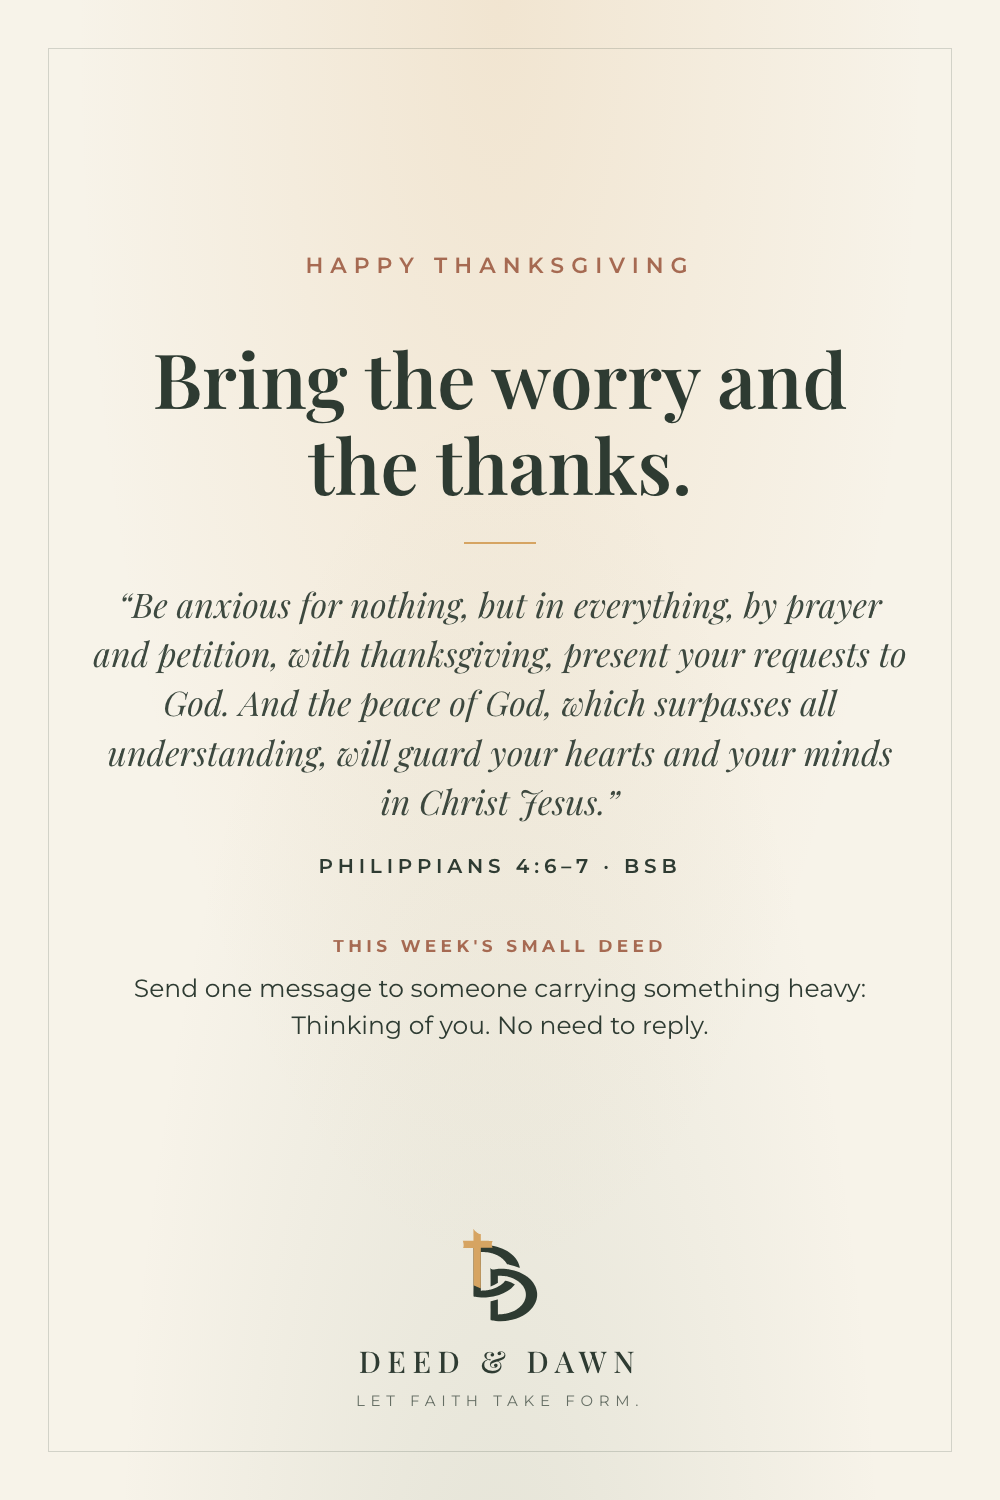 HAPPY THANKSGIVING
Bring the worry and
the thanks.
“Be anxious for nothing, but in everything, by prayer
and petition, with thanksgiving, present your requests to
God. And the peace of God, which surpasses all
understanding, will guard your hearts and your minds
in Christ Jesus.”
PHILIPPIANS 4:6–7 · BSB
THIS WEEK'S SMALL DEED
Send one message to someone carrying something heavy:
Thinking of you. No need to reply.
DEED & DAWN
LET FAITH TAKE FORM.